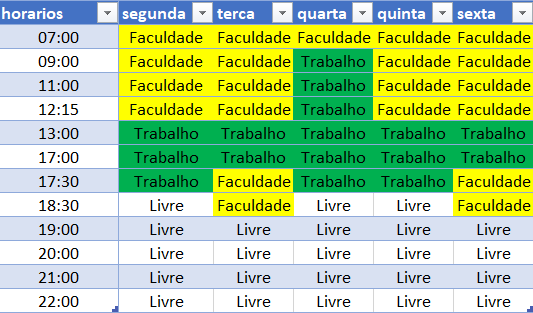 horarios segunda terca quarta quinta sexta
07:00 Faculdade Faculdade Faculdade Faculdade Faculdade
09:00 Faculdade Faculdade Trabalho Faculdade Faculdade
11:00 Faculdade Faculdade Trabalho Faculdade Faculdade
12:15 Faculdade Faculdade Trabalho Faculdade Faculdade
13:00 Trabalho Trabalho Trabalho Trabalho Trabalho
17:00 Trabalho Trabalho Trabalho Trabalho Trabalho
17:30 Trabalho Faculdade Trabalho Trabalho Faculdade
18:30 Livre Faculdade Livre Livre Faculdade
19:00 Livre Livre Livre Livre Livre
20:00 Livre Livre Livre Livre Livre
21:00 Livre Livre Livre Livre Livre
22:00 Livre Livre Livre Livre Livre